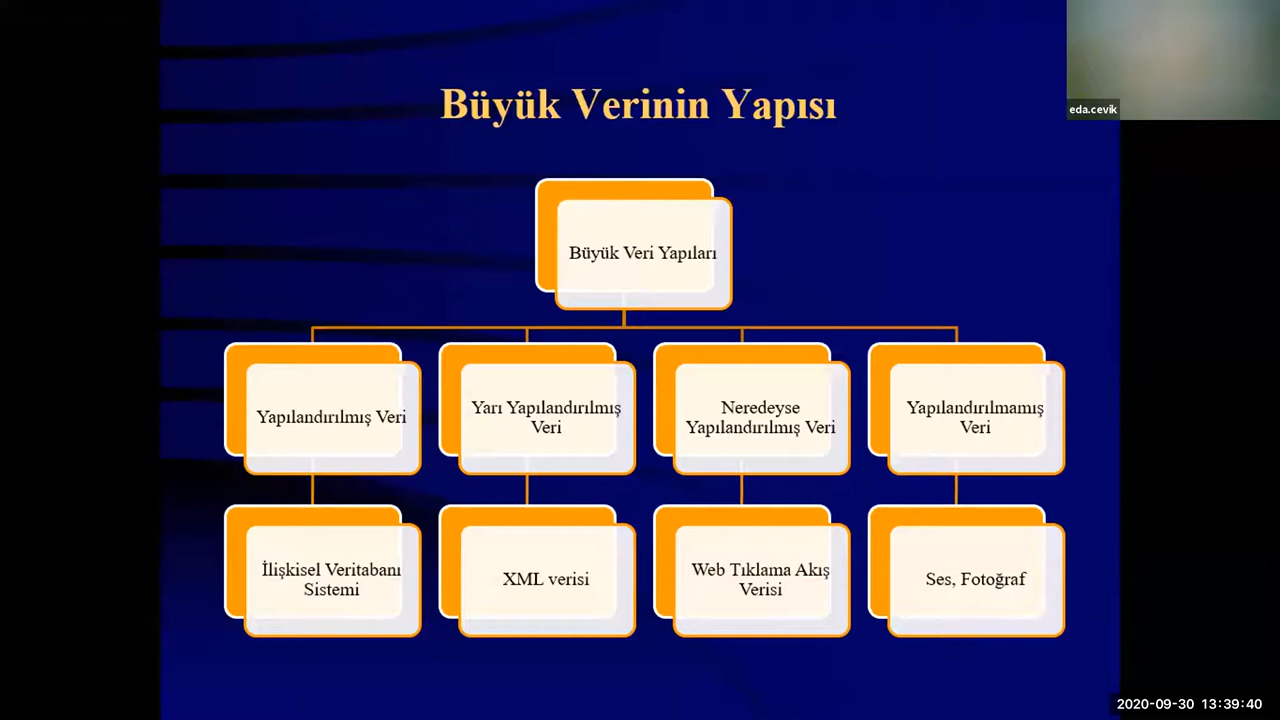 Büyük Verinin Yapısı
eda.cevik
Büyük Veri Yapıları
Yapılandırılmış Veri
Yarı Yapılandırılmış
Veri
Neredeyse
Yapılandırılmış Veri
Yapılandırılmamış
Veri
İlişkisel Veritabanı
Sistemi
XML verisi
Web Tıklama Akış
Verisi
Ses, Fotoğraf
2020-09-30 13:39:40